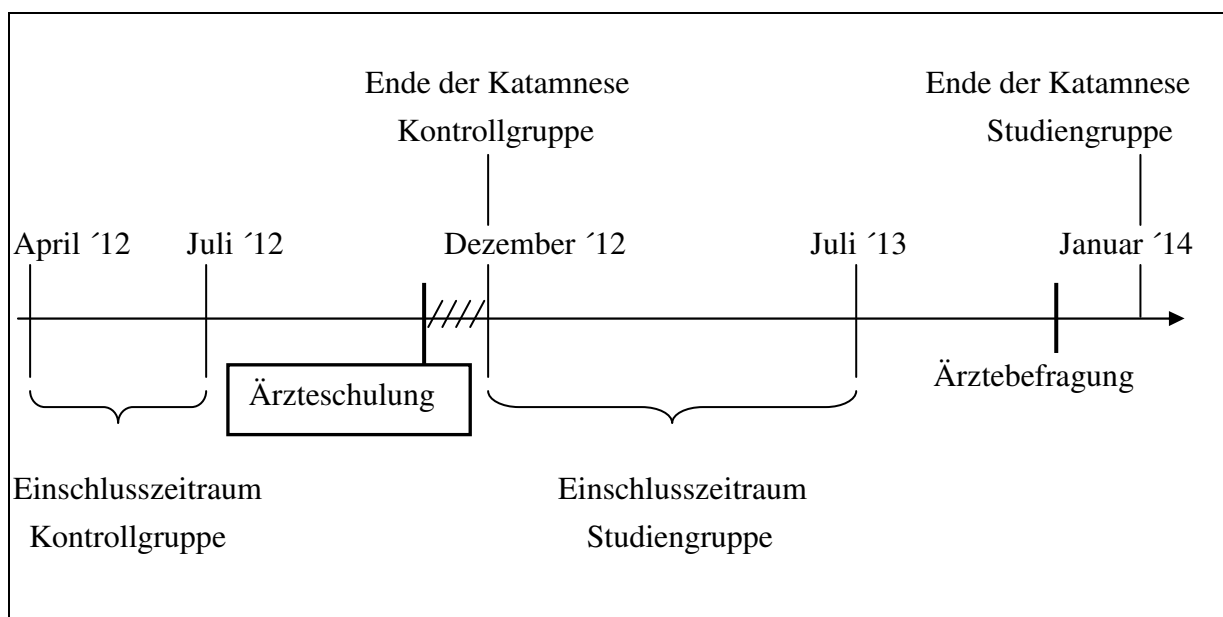 Ende der Katamnese
Kontrollgruppe
Ende der Katamnese
Studiengruppe
April ´12
Juli ´12
Dezember ´12
Juli ´13
Januar ´14
Ärzteschulung
Ärztebefragung
Einschlusszeitraum
Kontrollgruppe
Einschlusszeitraum
Studiengruppe